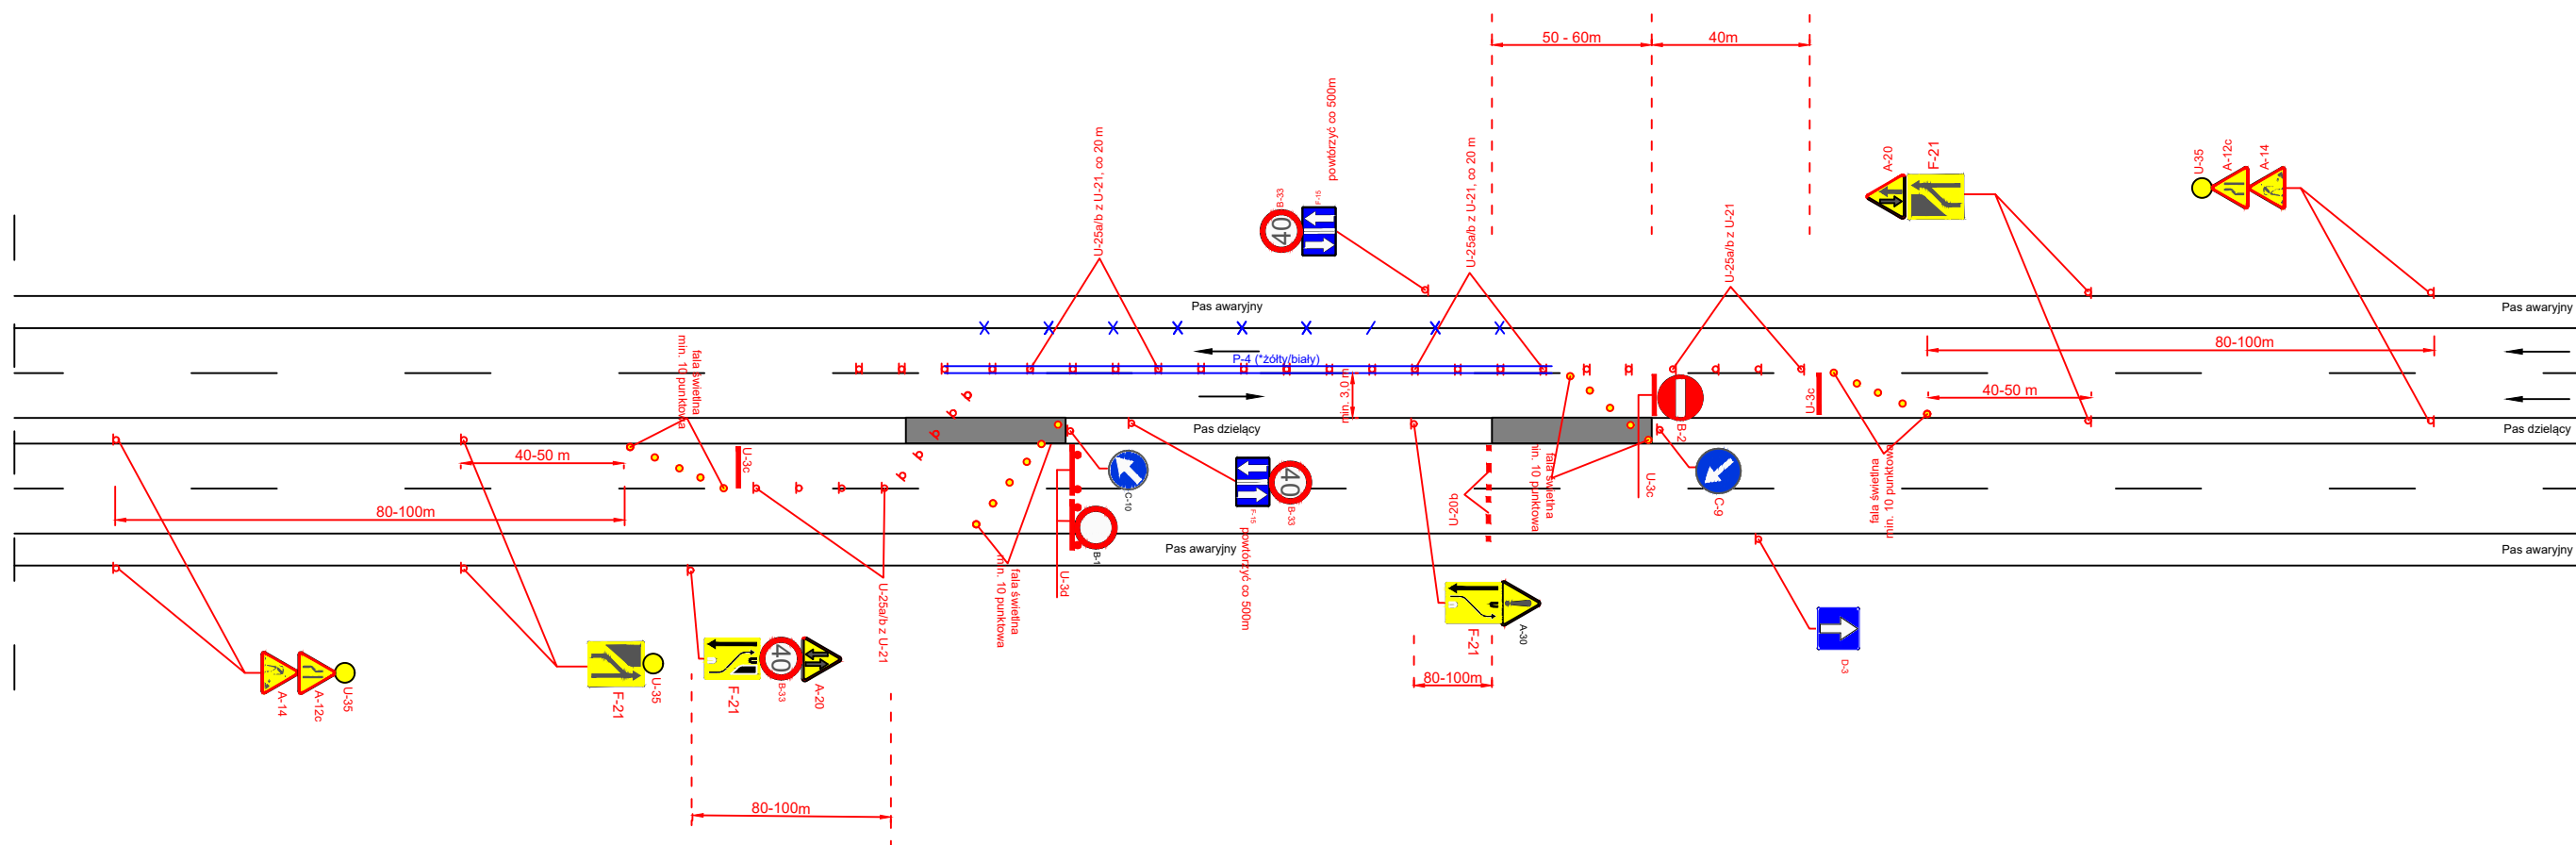 50 - 60m
40m
powtórzyć co 500m
U-25a/b z U-21, co 20 m
U-25a/b z U-21, co 20 m
B-33
F-15
40
U-25a/b z U-21
A-20
F-21
U-35
A-12c
A-14
Pas awaryjny
Pas awaryjny
fala świetlna
min. 10 punktowa
P-4 (*żółty/biały)
min. 3,0 m
80-100m
U-3c
B-2
40-50 m
Pas dzielący
Pas dzielący
40-50 m
U-3c
C-10
F-15
B-33
40
powtórzyć co 500m
U-20b
fala świetlna
min. 10 punktowa
U-3c
C-9
fala świetlna
min. 10 punktowa
80-100m
Pas awaryjny
Pas awaryjny
B-1
U-3d
fala świetlna
min. 10 punktowa
U-25a/b z U-21
F-21
A-30
D-3
A-14
A-12c
U-35
F-21
U-35
F-21
40
B-33
A-20
80-100m
80-100m